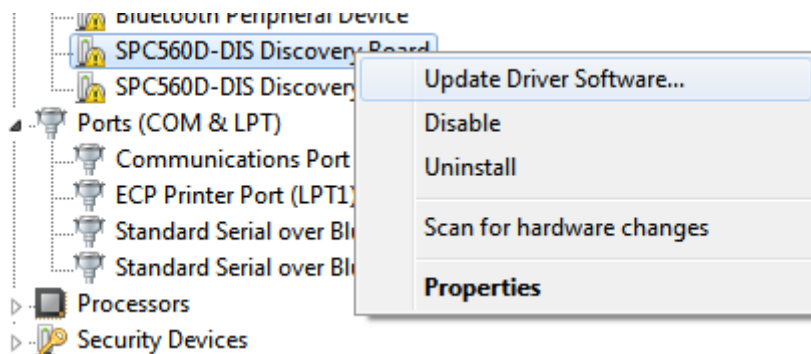 Bluetooth Peripheral Device
SPC560D-DIS Discovery Board
SPC560D-DIS Discovery
Ports (COM & LPT)
Communications Port
ECP Printer Port (LPT1)
Standard Serial over
Standard Serial over
Processors
Security Devices
Update Driver Software...
Disable
Uninstall
Scan for hardware changes
Properties